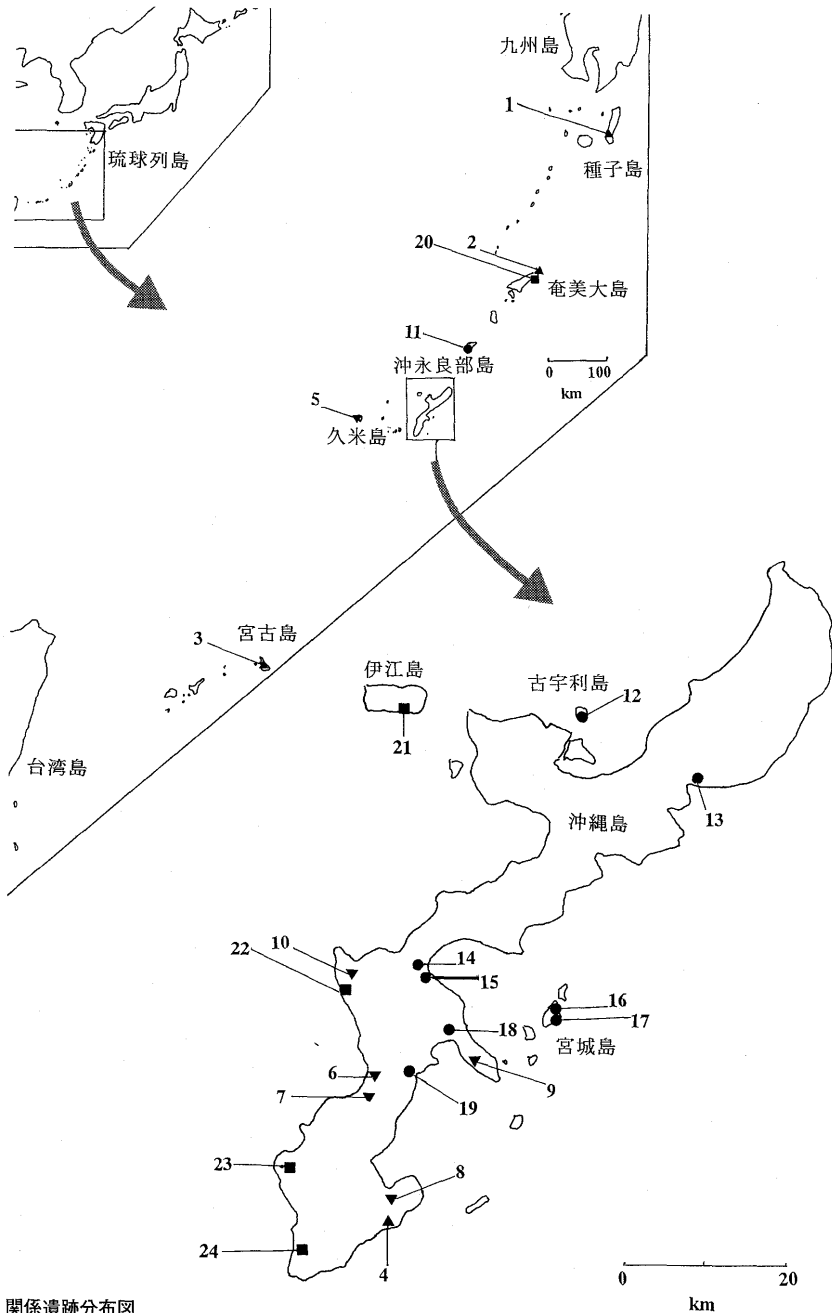 九州島
1
琉球列島
種子島
20
2
奄美大島
11
沖永良部島
0 100
km
5
久米島
3
宮古島
伊江島
古宇利島
12
21
台湾島
13
沖縄島
22
10
14
15
16
18
17
宮城島
6
9
7
19
23
8
24
4
0 20
km
関係遺跡分布図